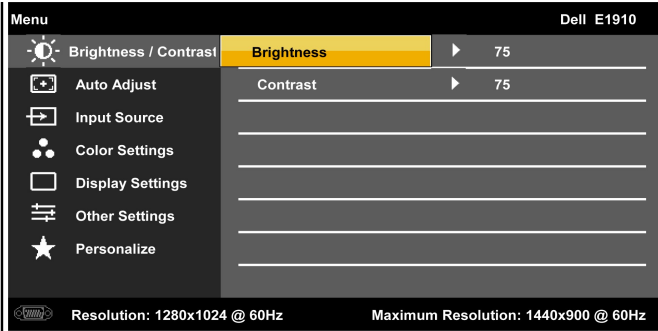 Menu Dell E1910
Brightness / Contrast Brightness 75
Auto Adjust Contrast 75
Input Source
Color Settings
Display Settings
Other Settings
Personalize
Resolution: 1280x1024 @ 60Hz Maximum Resolution: 1440x900 @ 60Hz